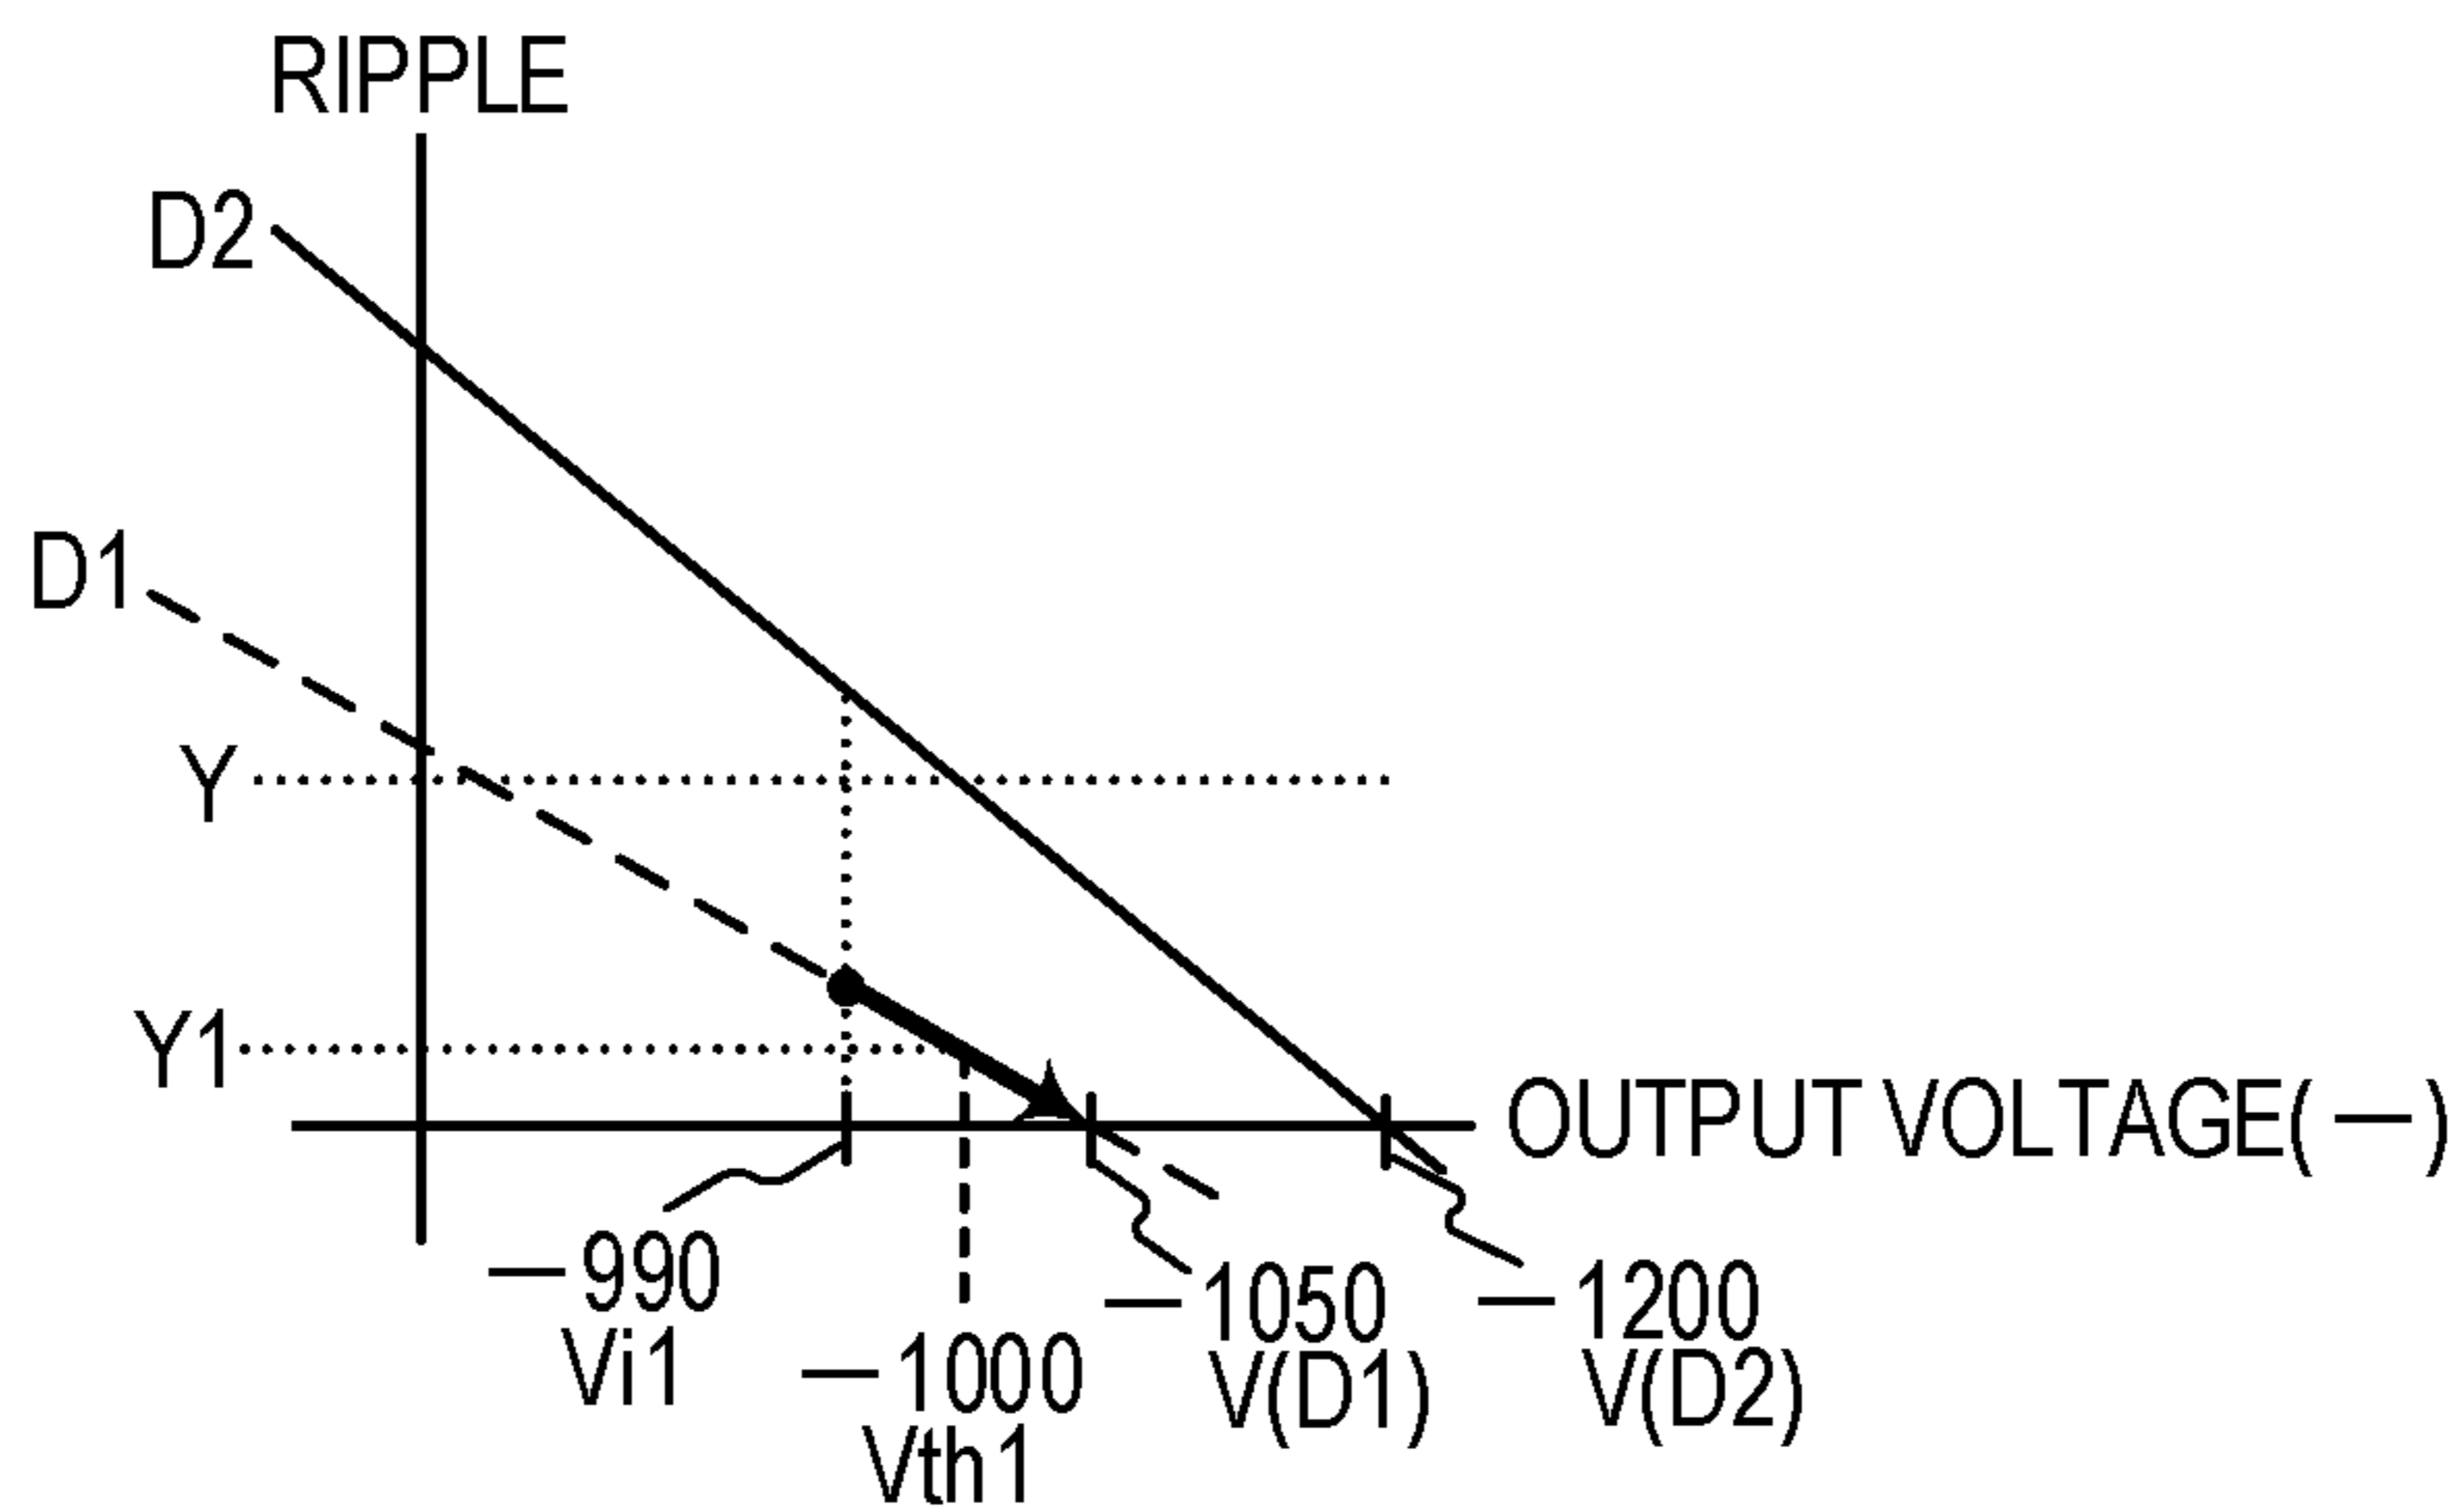 RIPPLE
D2
D1
Y
Y1
OUTPUT VOLTAGE(—)
—990
Vi1
—1000
Vth1
—1050
V(D1)
—1200
V(D2)